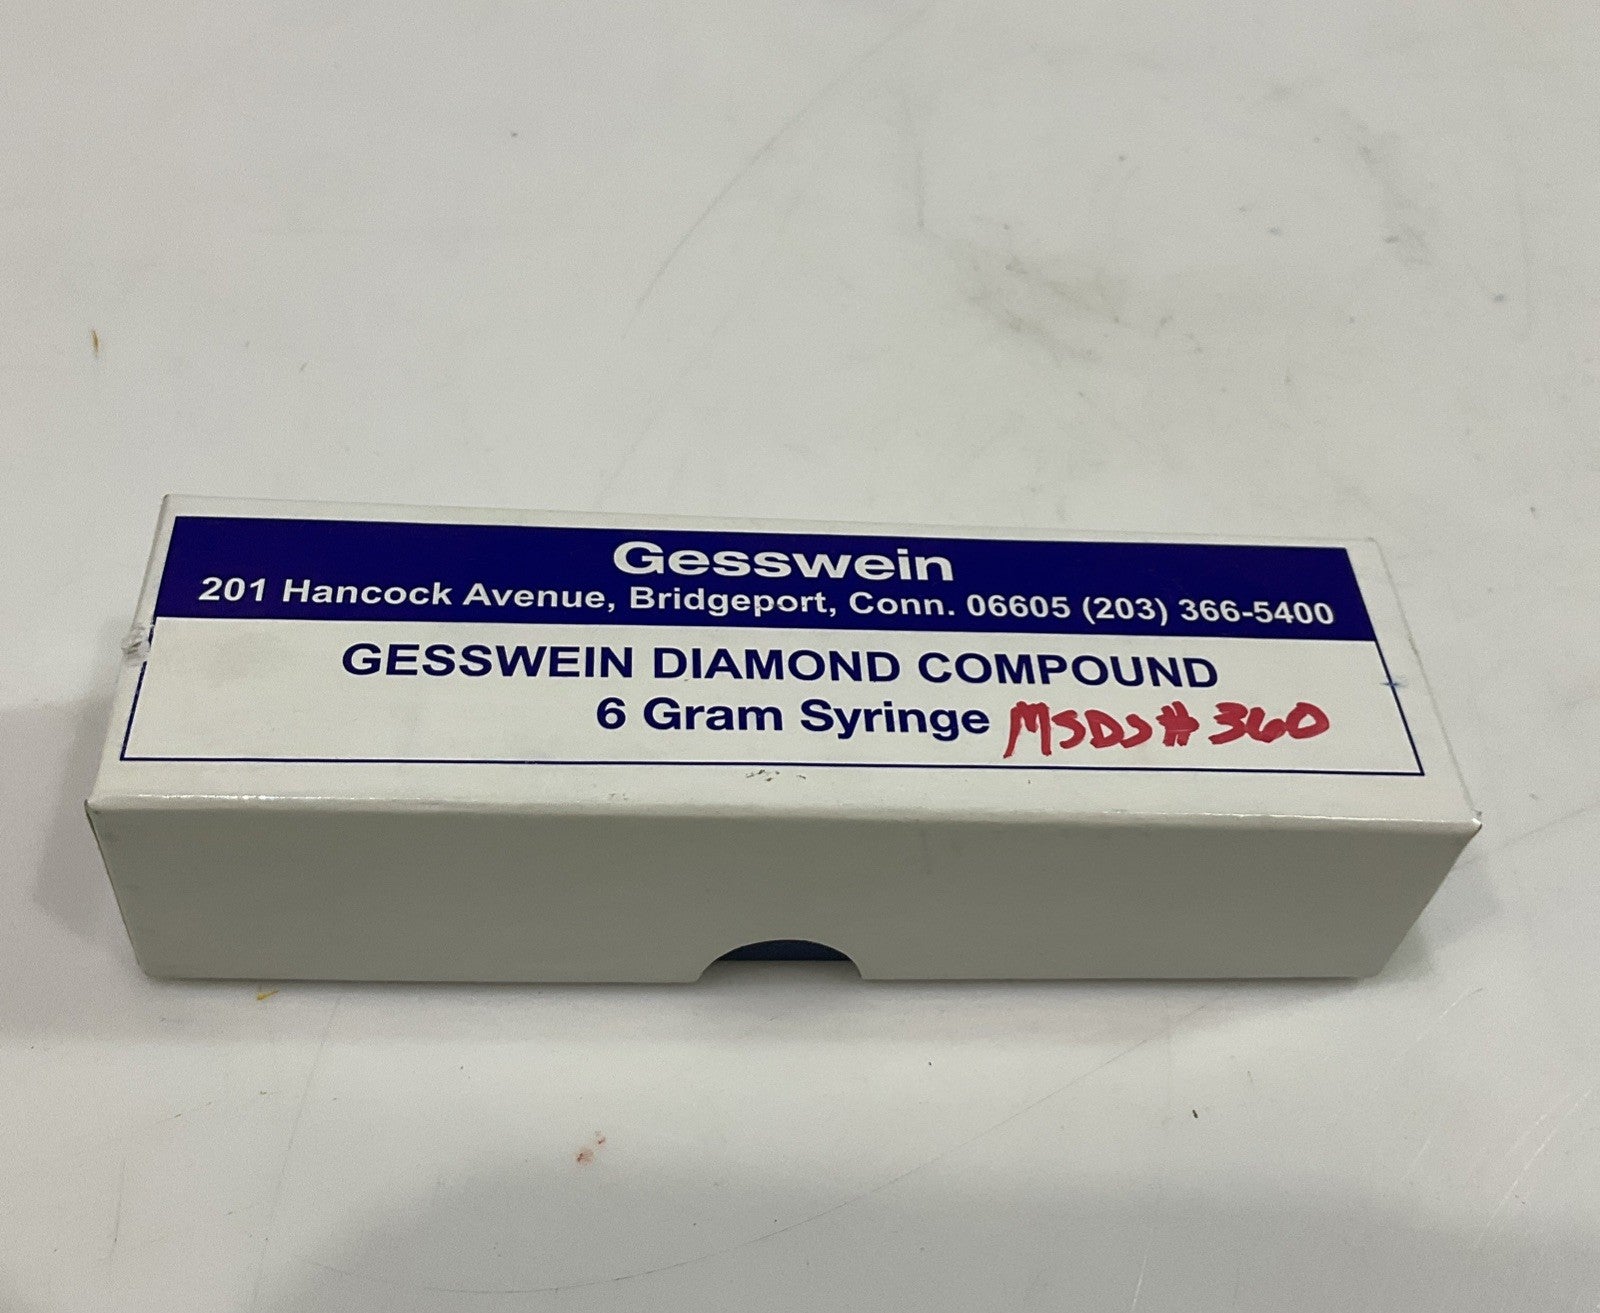 Gesswein
201 Hancock Avenue, Bridgeport, Conn. 06605 (203) 366-5400
GESSWEIN DIAMOND COMPOUND
6 Gram Syringe MSDS# 360